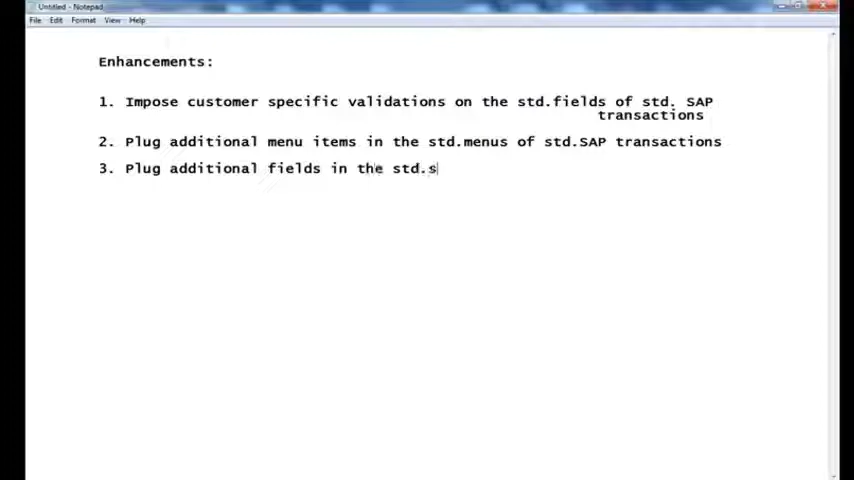 Untitled - Notepad
File Edit Format View Help
Enhancements:
1. Impose customer specific validations on the std.fields of std. SAP
transactions
2. Plug additional menu items in the std.menus of std.SAP transactions
3. Plug additional fields in the std.s